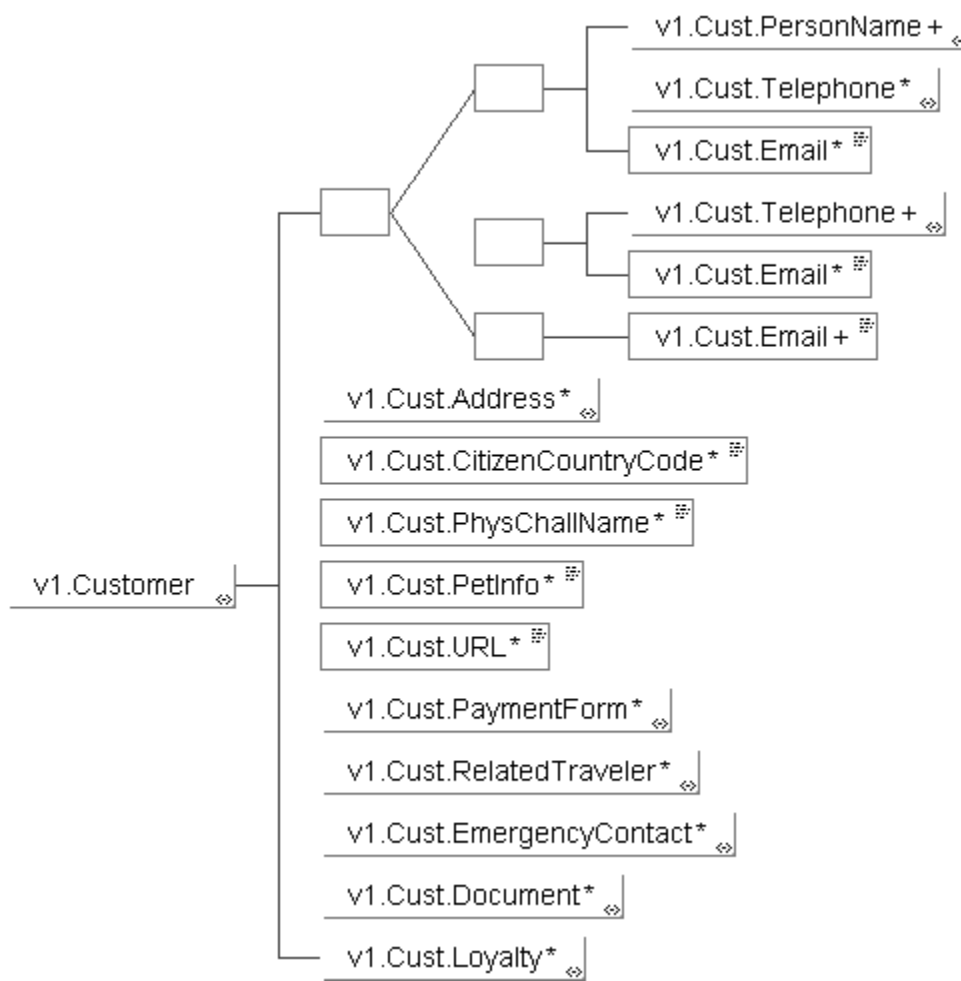 v1.Cust.PersonName+
v1.Cust.Telephone*
v1.Cust.Email*
v1.Cust.Telephone+
v1.Cust.Email*
v1.Cust.Email+
v1.Cust.Address*
v1.Cust.CitizenCountryCode*
v1.Cust.PhysChallName*
v1.Customer
v1.Cust.PetInfo*
v1.Cust.URL*
v1.Cust.PaymentForm*
v1.Cust.RelatedTraveler*
v1.Cust.EmergencyContact*
v1.Cust.Document*
v1.Cust.Loyalty*